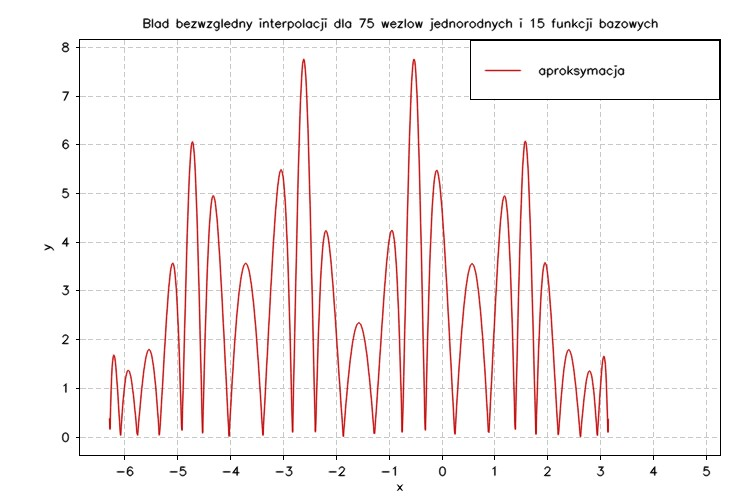 Blad bezwzgledny interpolacji dla 75 wezlow jednorodnych i 15 funkcji bazowych
aproksymacja
8
7
6
5
4
3
2
1
0
y
-6 -5 -4 -3 -2 -1 0 1 2 3 4 5
x